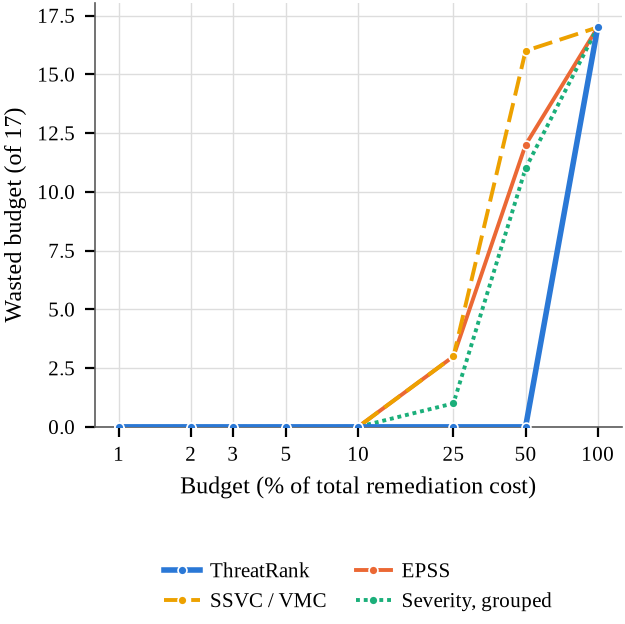 17.5
15.0
12.5
10.0
7.5
5.0
2.5
0.0
Wasted budget (of 17)
1 2 3 5 10 25 50 100
Budget (% of total remediation cost)
ThreatRank EPSS
SSVC / VMC Severity, grouped